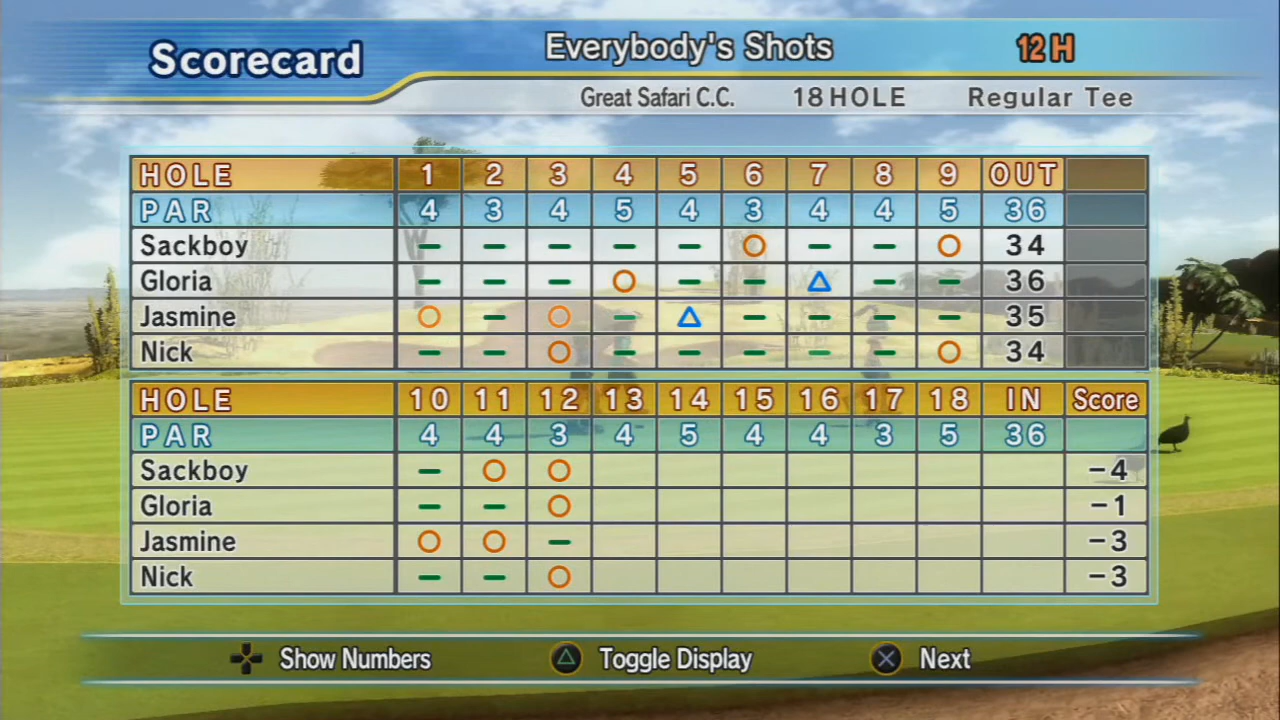 Scorecard
Everybody's Shots
12 H
Great Safari C.C. 18 HOLE Regular Tee
HOLE 1 2 3 4 5 6 7 8 9 OUT
PAR 4 3 4 5 4 3 4 4 5 36
Sackboy – – – – – ○ – – ○ 34
Gloria – – – ○ – – △ – – 36
Jasmine ○ – ○ – △ – – – – 35
Nick – – ○ – – – – – ○ 34
HOLE 10 11 12 13 14 15 16 17 18 IN Score
PAR 4 4 3 4 5 4 4 3 5 36
Sackboy – ○ ○ −4
Gloria – – ○ −1
Jasmine ○ ○ – −3
Nick – – ○ −3
Show Numbers Toggle Display Next